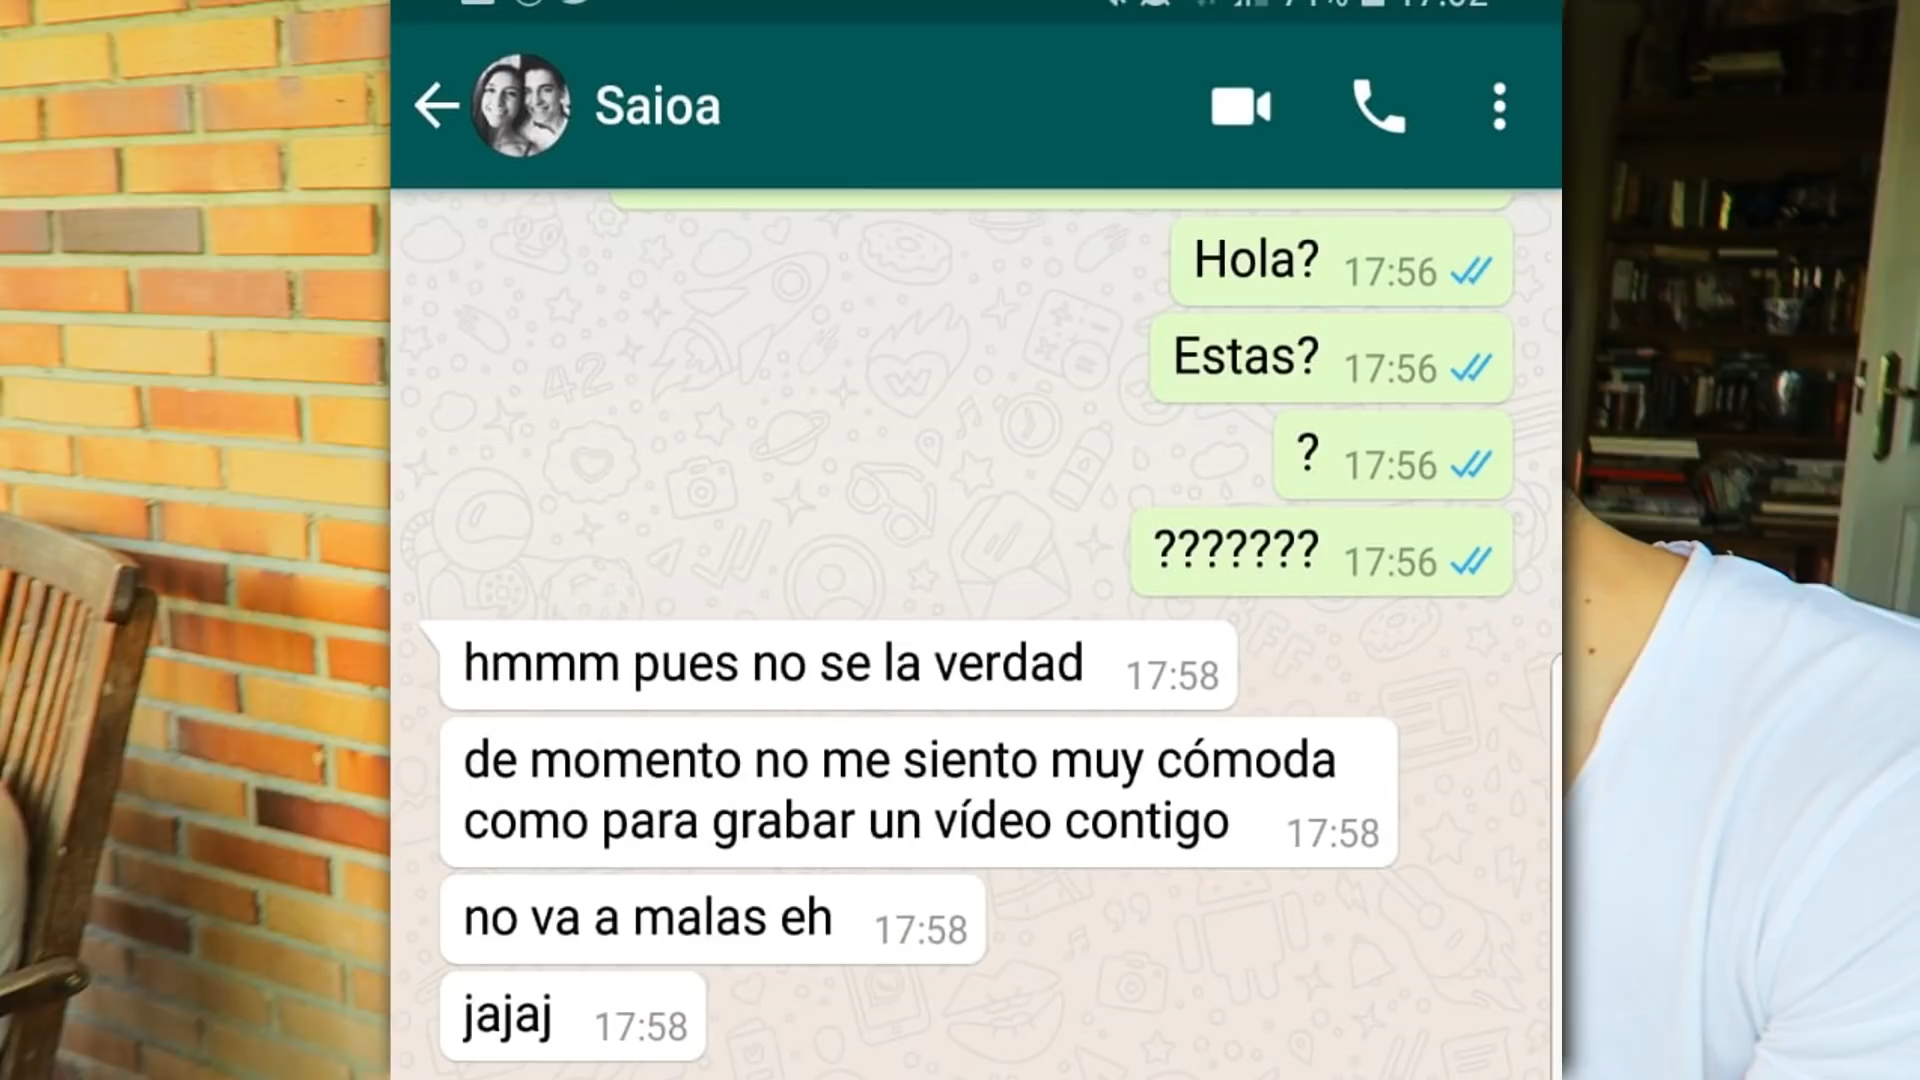 Saioa
Hola? 17:56
Estas? 17:56
? 17:56
??????? 17:56
hmmm pues no se la verdad 17:58
de momento no me siento muy cómoda
como para grabar un vídeo contigo 17:58
no va a malas eh 17:58
jajaj 17:58